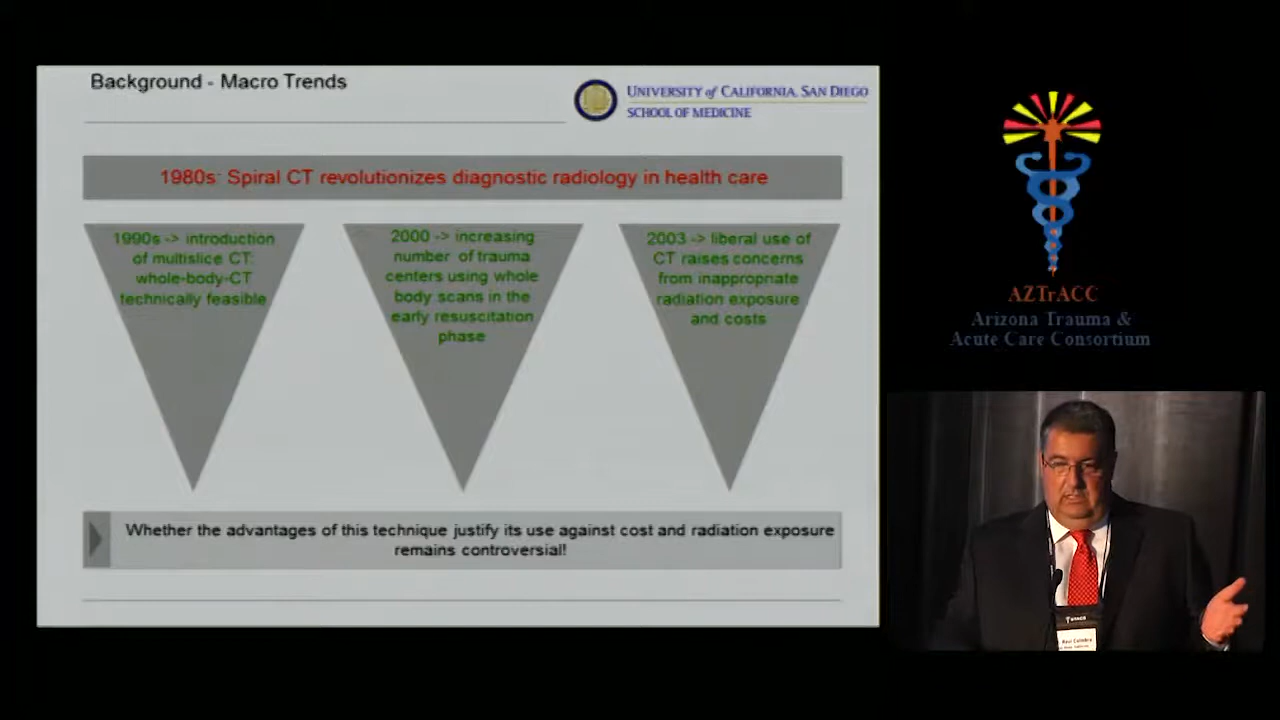 Background - Macro Trends
UNIVERSITY of CALIFORNIA, SAN DIEGO
SCHOOL OF MEDICINE
1980s: Spiral CT revolutionizes diagnostic radiology in health care
1990s -> introduction
of multislice CT:
whole-body-CT
technically feasible
2000 -> increasing
number of trauma
centers using whole
body scans in the
early resuscitation
phase
2003 -> liberal use of
CT raises concerns
from inappropriate
radiation exposure
and costs
Whether the advantages of this technique justify its use against cost and radiation exposure
remains controversial!
AZTrACC
Arizona Trauma &
Acute Care Consortium